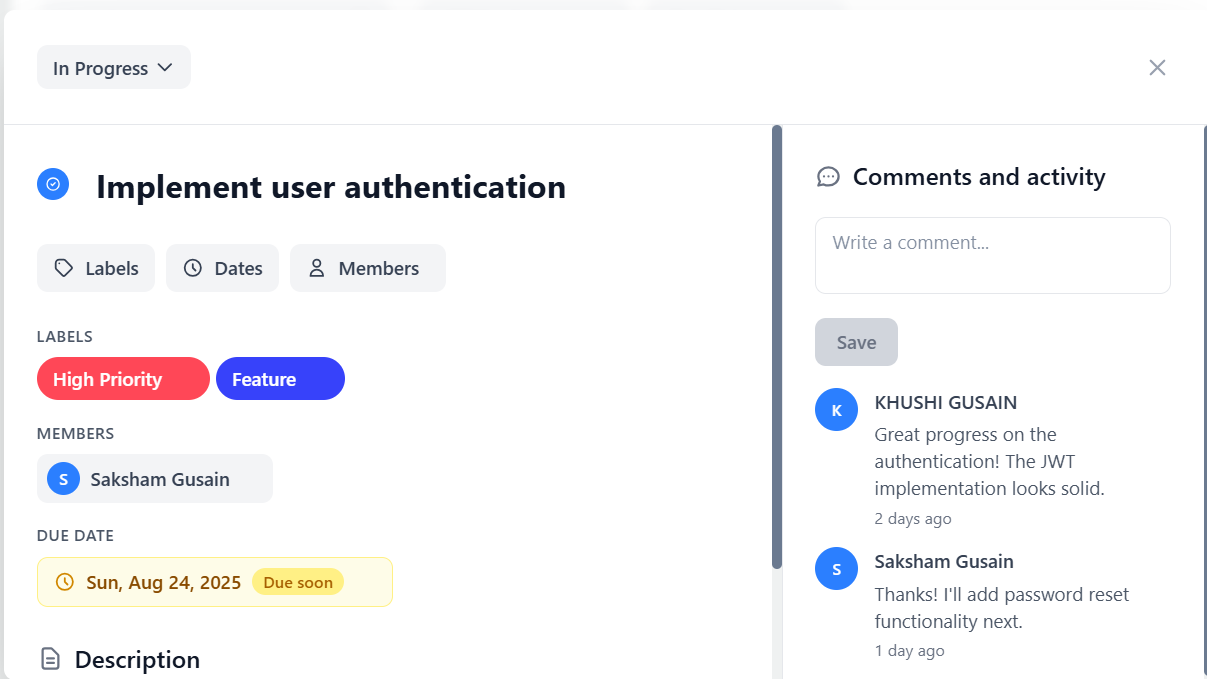 In Progress
Implement user authentication
Labels
Dates
Members
LABELS
High Priority
Feature
MEMBERS
S
Saksham Gusain
DUE DATE
Sun, Aug 24, 2025
Due soon
Description
Comments and activity
Write a comment...
Save
K
KHUSHI GUSAIN
Great progress on the
authentication! The JWT
implementation looks solid.
2 days ago
S
Saksham Gusain
Thanks! I'll add password reset
functionality next.
1 day ago